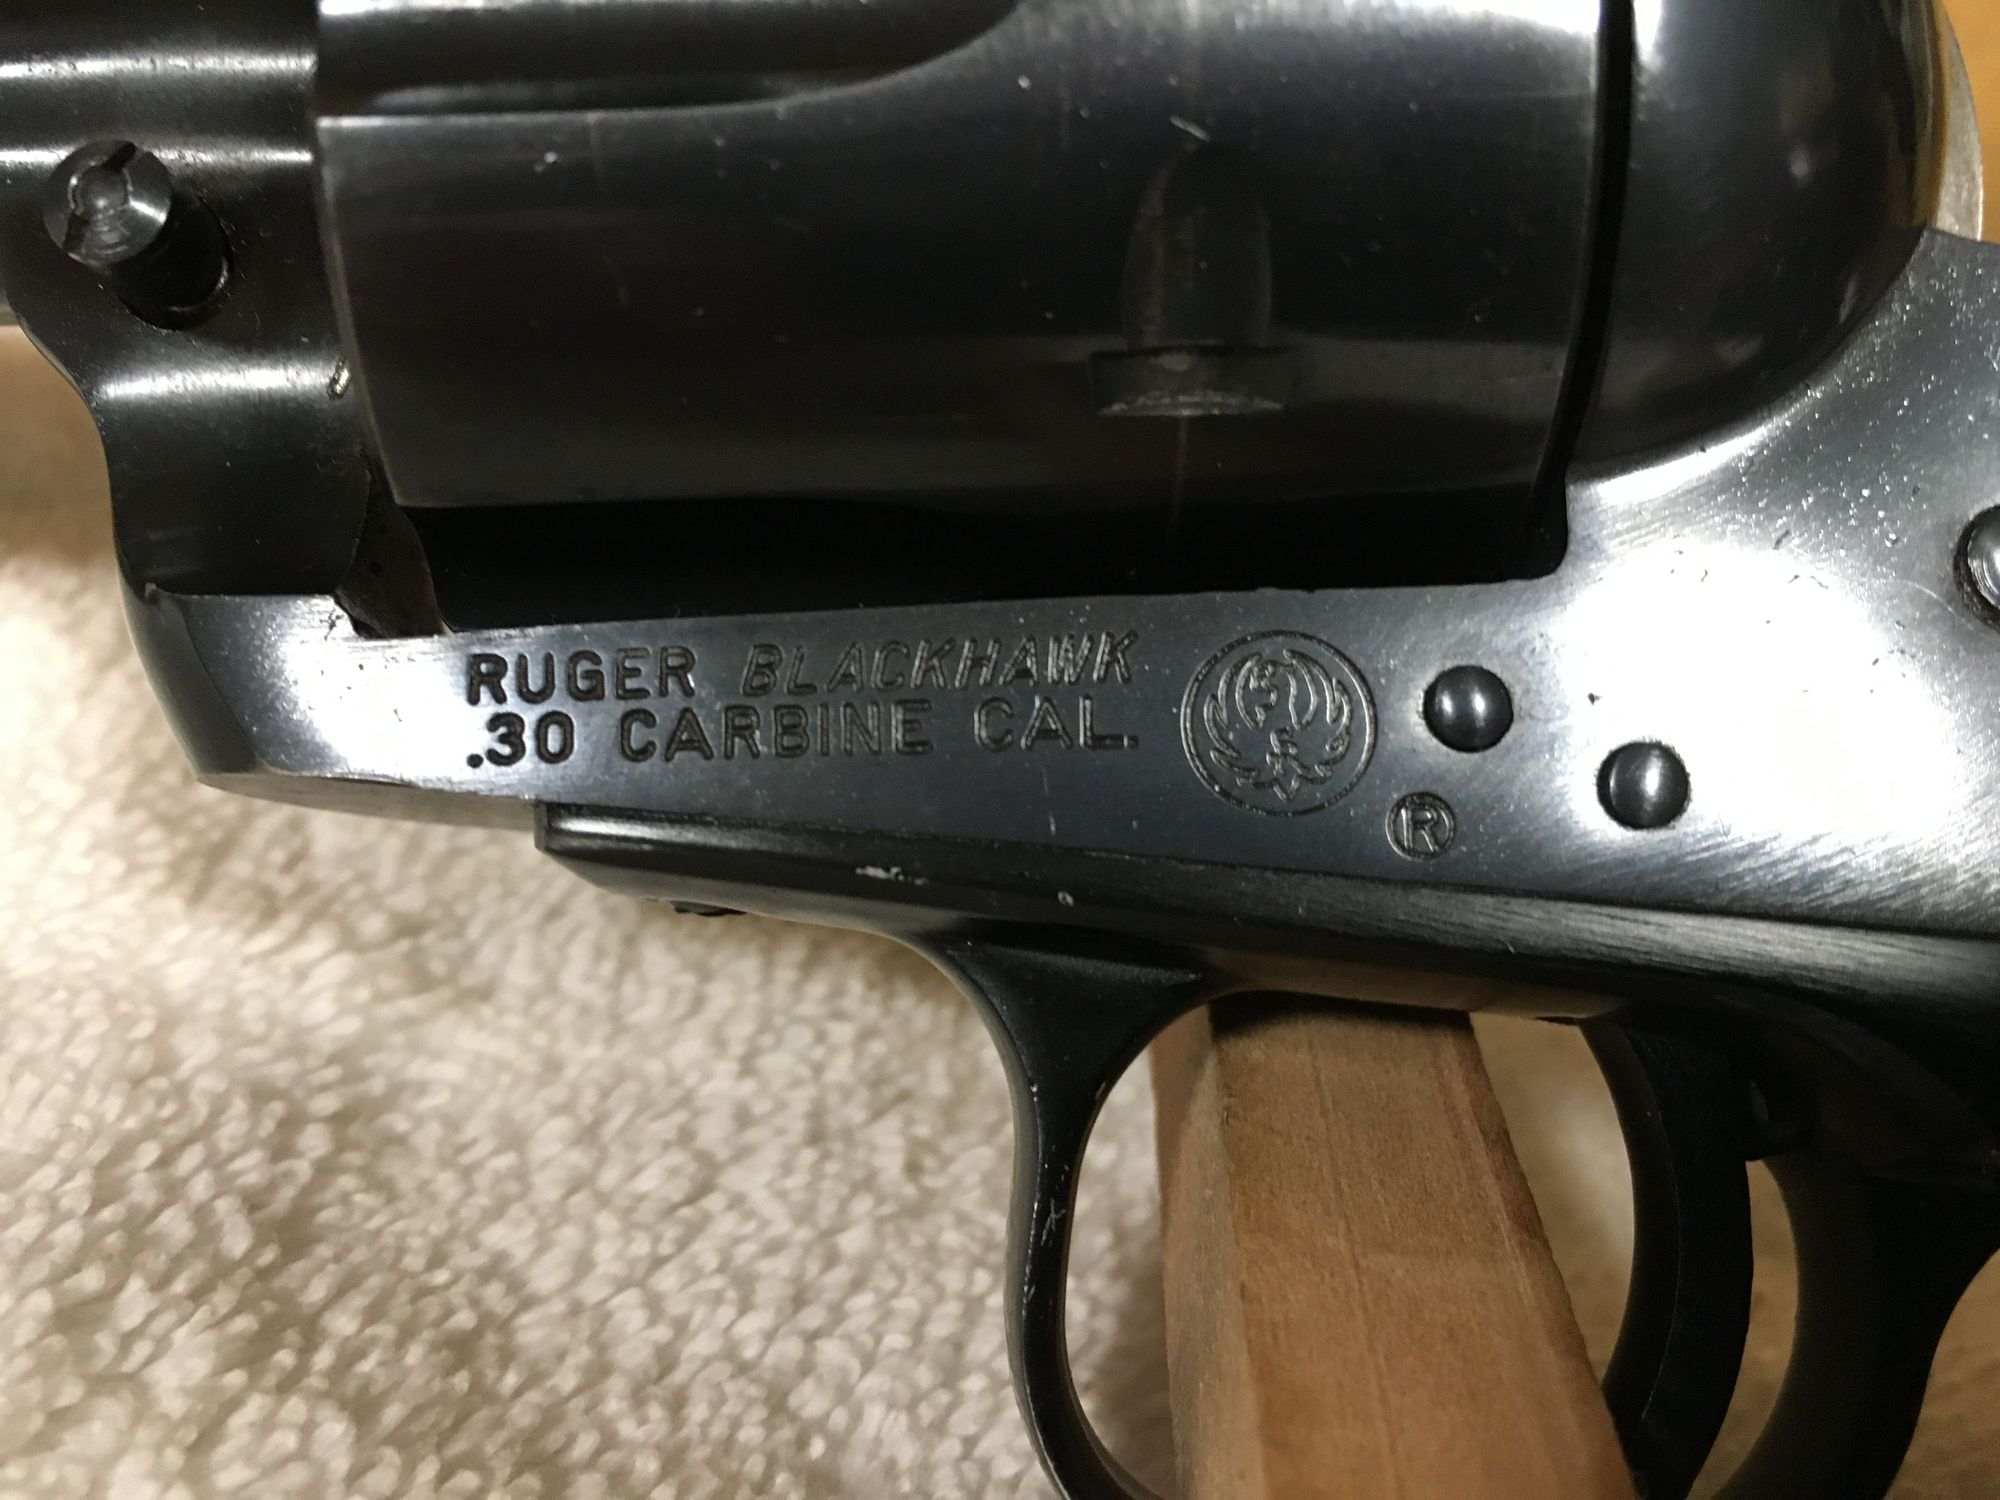 RUGER BLACKHAWK
.30 CARBINE CAL.
®